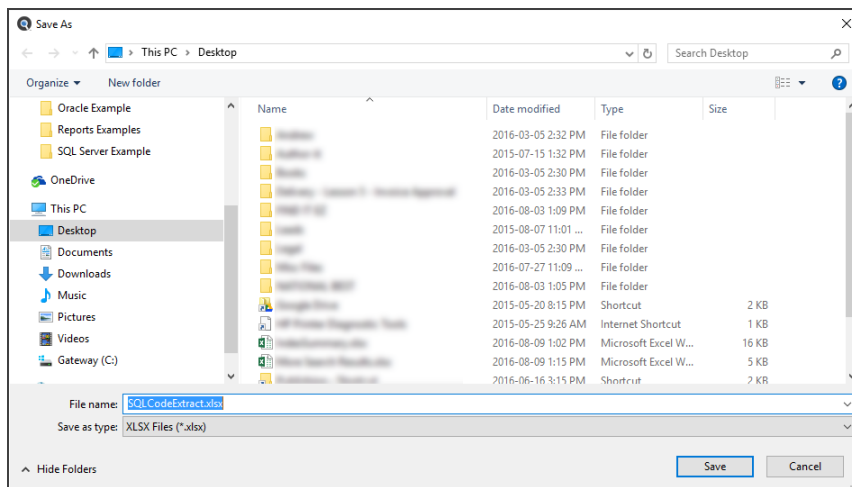 Save As
This PC > Desktop
Search Desktop
Organize
New folder
Oracle Example
Reports Examples
SQL Server Example
OneDrive
This PC
Desktop
Documents
Downloads
Music
Pictures
Videos
Gateway (C:)
Name Date modified Type Size
2016-03-05 2:32 PM File folder
2015-07-15 1:32 PM File folder
2016-03-05 2:30 PM File folder
2016-03-05 2:33 PM File folder
2016-08-03 1:09 PM File folder
2015-08-07 11:01 ... File folder
2016-03-05 2:30 PM File folder
2016-07-27 11:09 ... File folder
2016-08-03 1:05 PM File folder
2015-05-20 8:15 PM Shortcut 2 KB
2015-05-25 9:26 AM Internet Shortcut 1 KB
2016-08-09 1:02 PM Microsoft Excel W... 16 KB
2016-08-09 1:15 PM Microsoft Excel W... 5 KB
2016-06-16 3:15 PM Shortcut 2 KB
File name: SQLCodeExtract.xlsx
Save as type: XLSX Files (*.xlsx)
Hide Folders
Save
Cancel